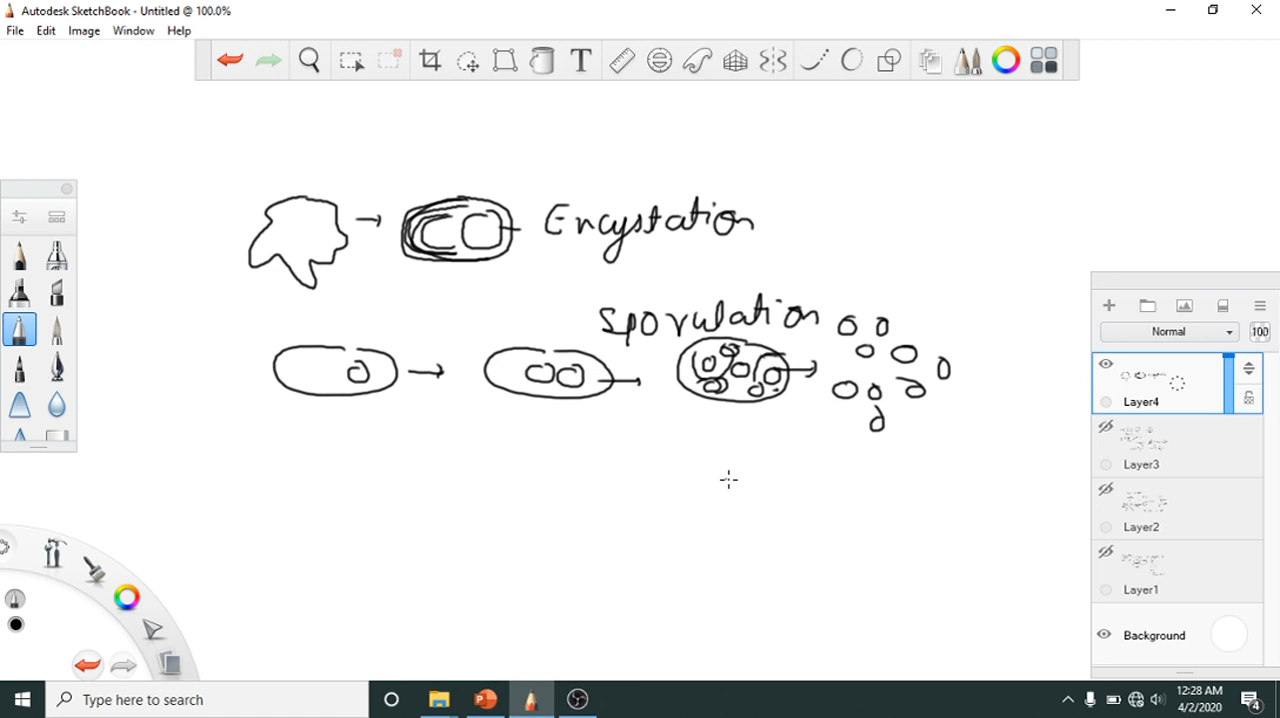 Autodesk SketchBook - Untitled @ 100.0%
File Edit Image Window Help
T
Encystation
Sporulation
Normal 100
Layer4
Layer3
Layer2
Layer1
Background
Type here to search
12:28 AM
4/2/2020
4